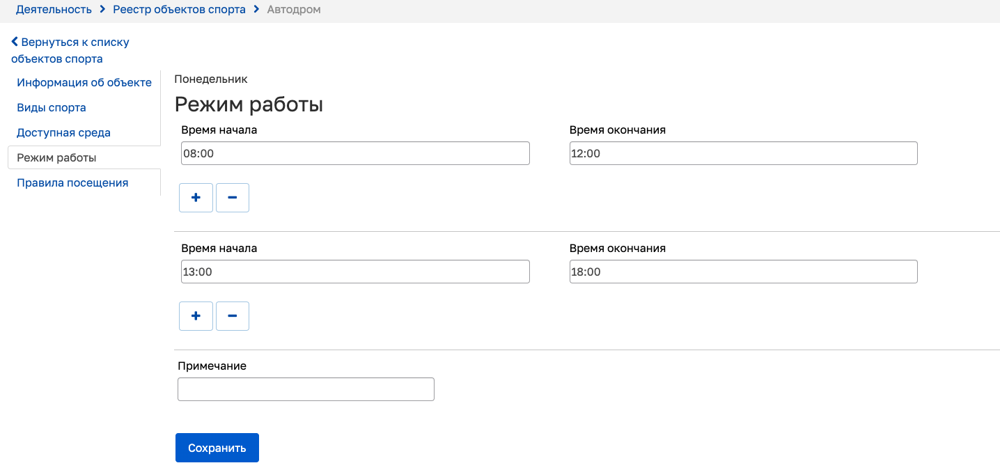 Деятельность > Реестр объектов спорта > Автодром
Вернуться к списку
объектов спорта
Информация об объекте
Виды спорта
Доступная среда
Режим работы
Правила посещения
Понедельник
Режим работы
Время начала Время окончания
08:00 12:00
+ −
Время начала Время окончания
13:00 18:00
+ −
Примечание
Сохранить